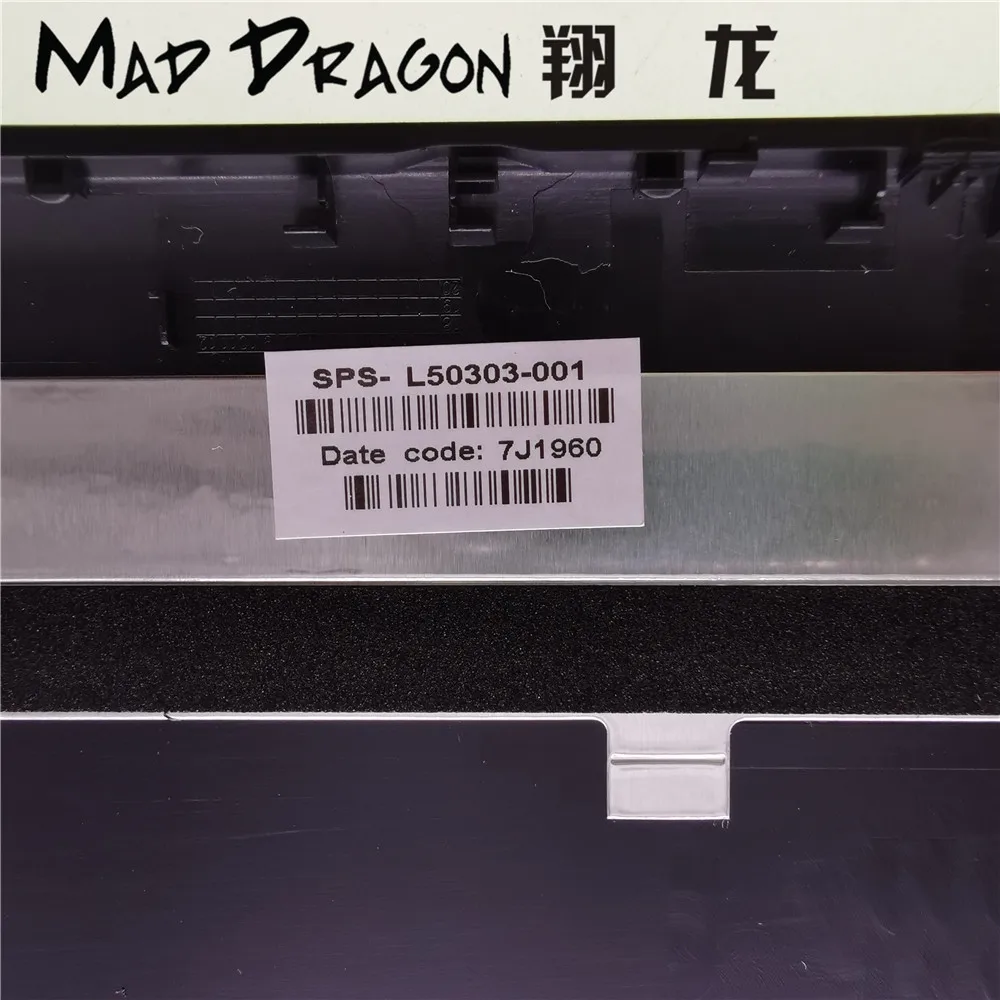 MAD DRAGON 翔 龙
SPS- L50303-001
Date code: 7J1960